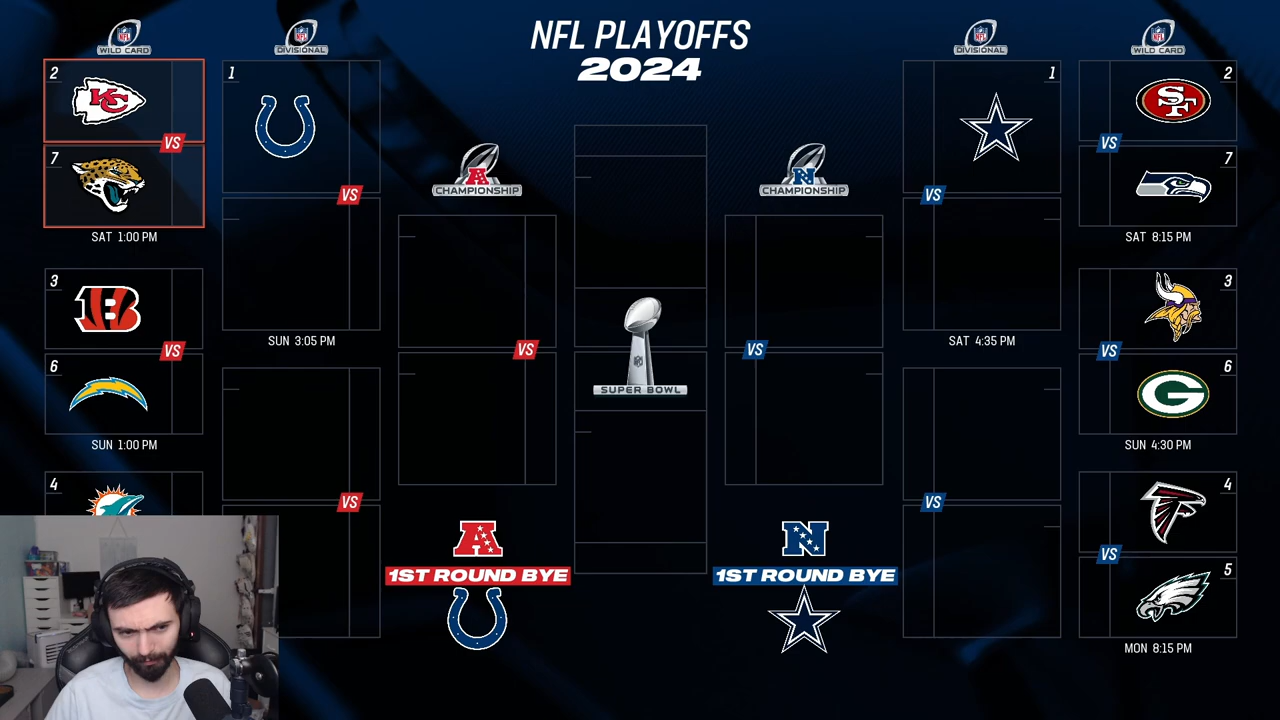 NFL PLAYOFFS
2024
WILD CARD
DIVISIONAL
DIVISIONAL
WILD CARD
2
KC
VS
7
SAT 1:00 PM
3
B
VS
6
SUN 1:00 PM
4
1
VS
SUN 3:05 PM
VS
A
CHAMPIONSHIP
VS
A
1ST ROUND BYE
SUPER BOWL
N
CHAMPIONSHIP
VS
N
1ST ROUND BYE
1
VS
SAT 4:35 PM
VS
2
SF
VS
7
SAT 8:15 PM
3
VS
6
G
SUN 4:30 PM
4
VS
5
MON 8:15 PM